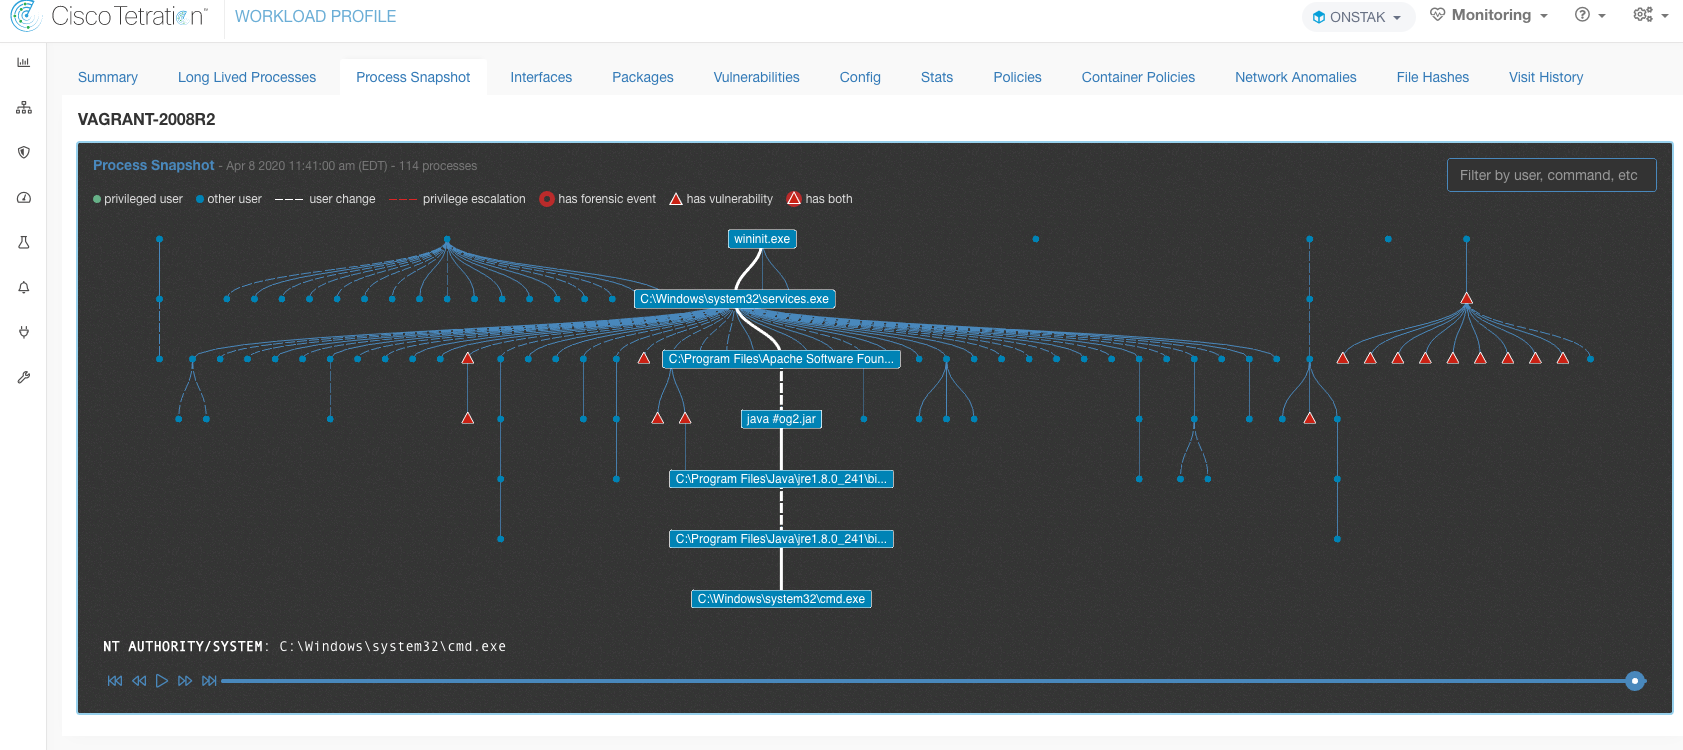 Cisco Tetration™ WORKLOAD PROFILE ONSTAK Monitoring
Summary Long Lived Processes Process Snapshot Interfaces Packages Vulnerabilities Config Stats Policies Container Policies Network Anomalies File Hashes Visit History
VAGRANT-2008R2
Process Snapshot - Apr 8 2020 11:41:00 am (EDT) - 114 processes
Filter by user, command, etc
privileged user other user user change privilege escalation has forensic event has vulnerability has both
wininit.exe
C:\Windows\system32\services.exe
C:\Program Files\Apache Software Foun...
java #og2.jar
C:\Program Files\Java\jre1.8.0_241\bi...
C:\Program Files\Java\jre1.8.0_241\bi...
C:\Windows\system32\cmd.exe
NT AUTHORITY/SYSTEM: C:\Windows\system32\cmd.exe